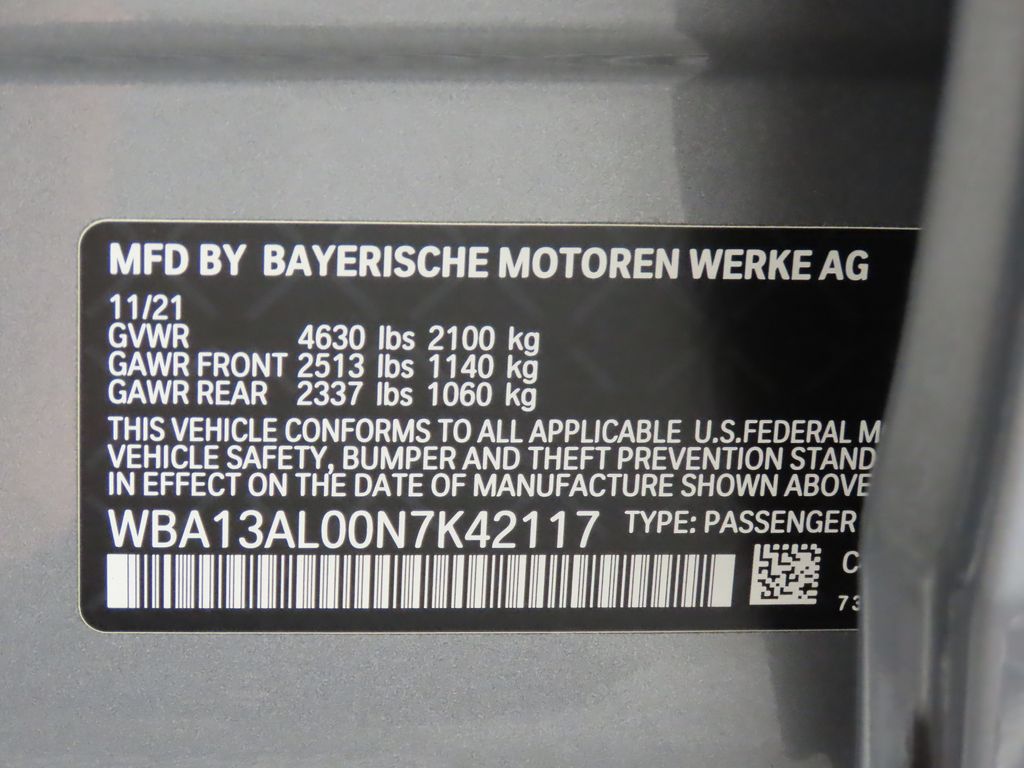 MFD BY BAYERISCHE MOTOREN WERKE AG
11/21
GVWR 4630 lbs 2100 kg
GAWR FRONT 2513 lbs 1140 kg
GAWR REAR 2337 lbs 1060 kg
THIS VEHICLE CONFORMS TO ALL APPLICABLE U.S.FEDERAL M
VEHICLE SAFETY, BUMPER AND THEFT PREVENTION STAND
IN EFFECT ON THE DATE OF MANUFACTURE SHOWN ABOVE
WBA13AL00N7K42117 TYPE: PASSENGER
C
73